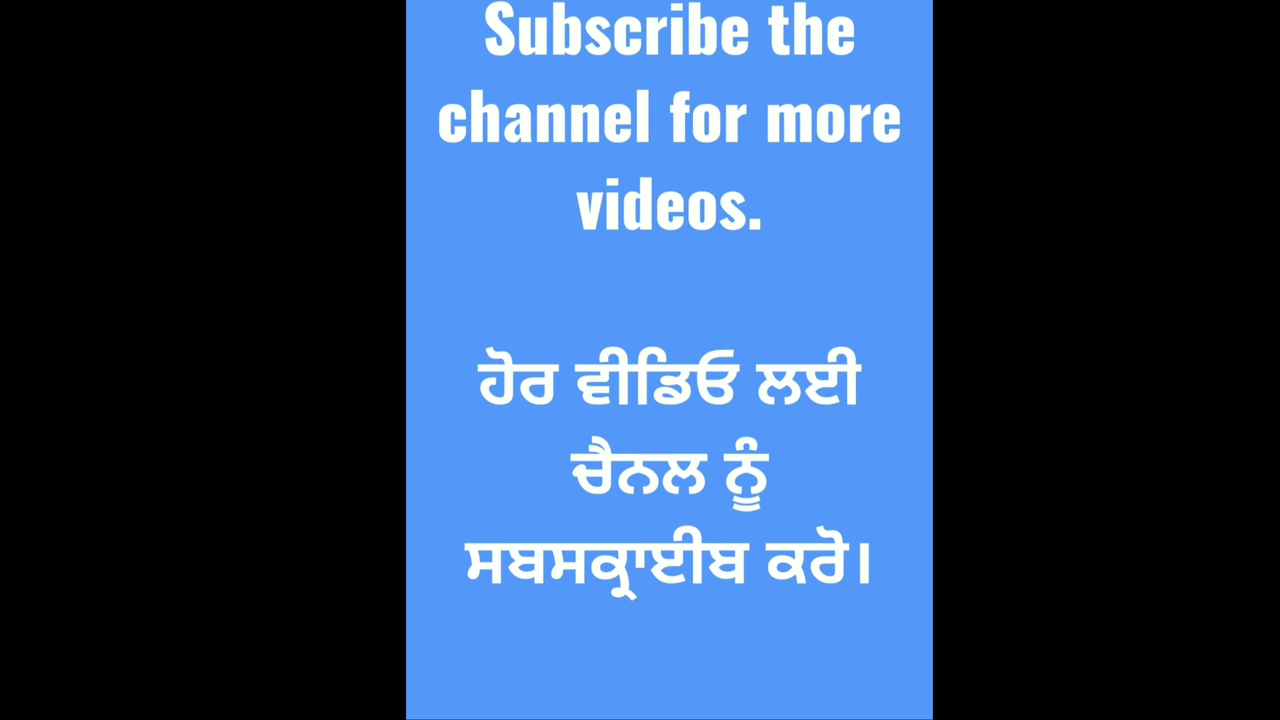 Subscribe the
channel for more
videos.
ਹੋਰ ਵੀਡਿਓ ਲਈ
ਚੈਨਲ ਨੂੰ
ਸਬਸਕ੍ਰਾਈਬ ਕਰੋ।